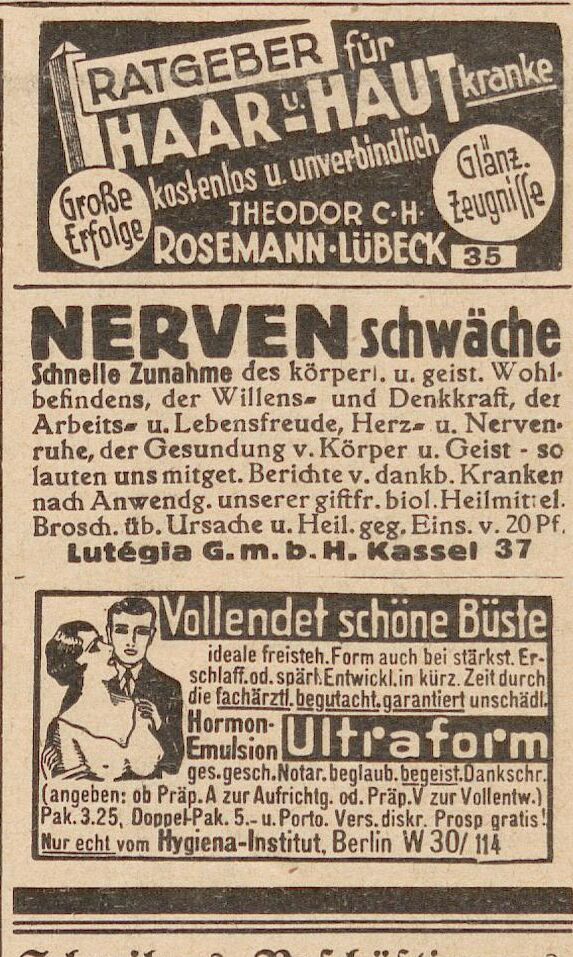 RATGEBER für
HAAR u. HAUT kranke
kostenlos u. unverbindlich
Große
Erfolge
Glänz.
Zeugnisse
THEODOR C·H·
ROSEMANN·LÜBECK 35
NERVEN schwäche
Schnelle Zunahme des körperl. u. geist. Wohl-
befindens, der Willens- und Denkkraft, der
Arbeits- u. Lebensfreude, Herz- u. Nerven-
ruhe, der Gesundung v. Körper u. Geist - so
lauten uns mitget. Berichte v. dankb. Kranken
nach Anwendg. unserer giftfr. biol. Heilmittel.
Brosch. üb. Ursache u. Heil. geg. Eins. v. 20 Pf.
Lutégia G.m.b.H. Kassel 37
Vollendet schöne Büste
ideale freisteh. Form auch bei stärkst. Er-
schlaff. od. spärl. Entwickl. in kürz. Zeit durch
die fachärztl. begutacht. garantiert unschädl.
Hormon-
Emulsion Ultraform
ges. gesch. Notar. beglaub. begeist. Dankschr.
(angeben: ob Präp. A zur Aufrichtg. od. Präp. V zur Vollentw.)
Pak. 3.25, Doppel-Pak. 5.- u. Porto. Vers. diskr. Prosp gratis!
Nur echt vom Hygiena-Institut, Berlin W 30/114